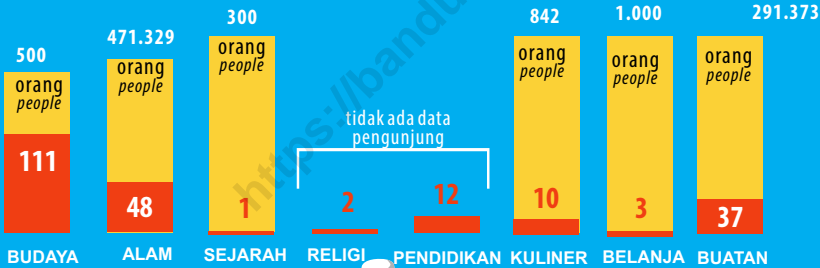 500
orang
people
111
BUDAYA
471.329
orang
people
48
ALAM
300
orang
people
1
SEJARAH
tidak ada data
pengunjung
2
RELIGI
12
PENDIDIKAN
842
orang
people
10
KULINER
1.000
orang
people
3
BELANJA
291.373
orang
people
37
BUATAN
https://bandu